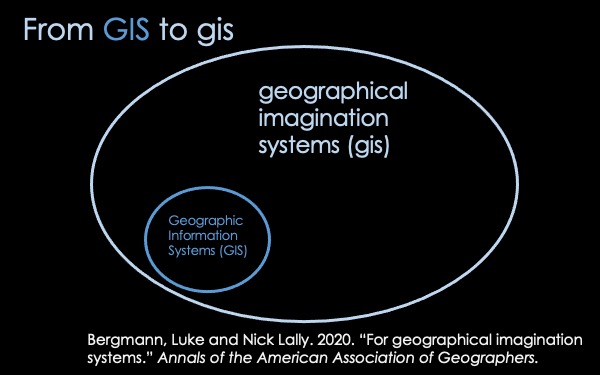 From GIS to gis
geographical
imagination
systems (gis)
Geographic
Information
Systems (GIS)
Bergmann, Luke and Nick Lally. 2020. “For geographical imagination
systems.” Annals of the American Association of Geographers.